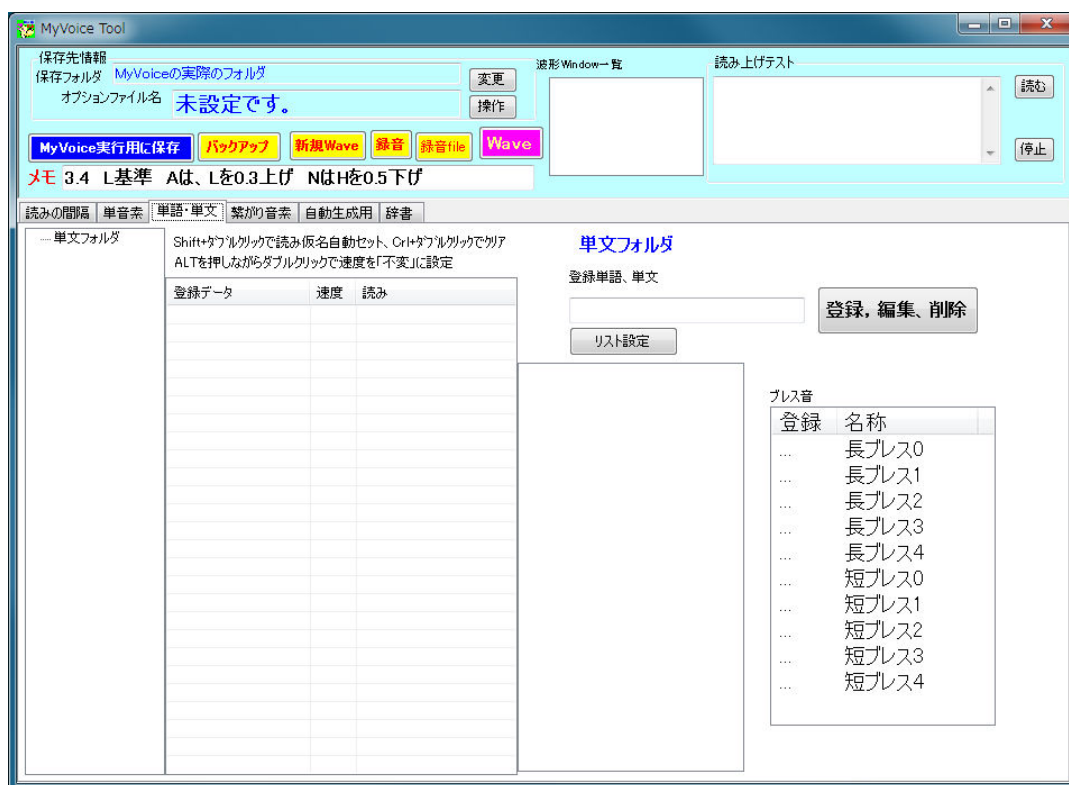 MyVoice Tool
保存先情報
保存フォルダ MyVoiceの実際のフォルダ
変更
オプションファイル名 未設定です。
操作
波形Window一覧
読み上げテスト
読む
停止
MyVoice実行用に保存 バックアップ 新規Wave 録音 録音file Wave
メモ 3.4 L基準 Aは、Lを0.3上げ NはHを0.5下げ
読みの間隔 単音素 単語・単文 繋がり音素 自動生成用 辞書
単文フォルダ
Shift+ダブルクリックで読み仮名自動セット、Crl+ダブルクリックでクリア
ALTを押しながらダブルクリックで速度を「不変」に設定
登録データ 速度 読み
単文フォルダ
登録単語、単文
登録，編集、削除
リスト設定
ブレス音
登録 名称
... 長ブレス0
... 長ブレス1
... 長ブレス2
... 長ブレス3
... 長ブレス4
... 短ブレス0
... 短ブレス1
... 短ブレス2
... 短ブレス3
... 短ブレス4